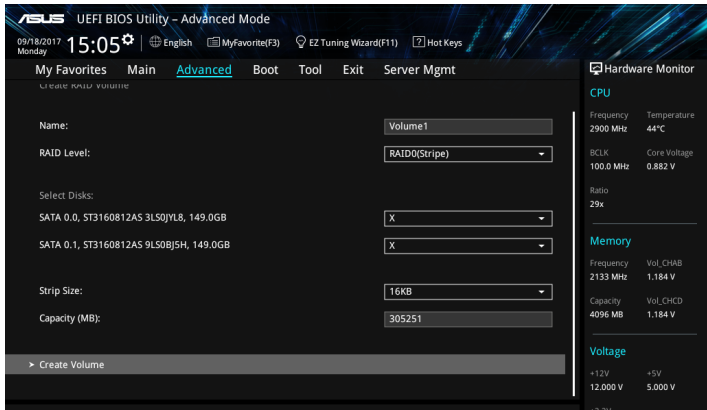 ASUS UEFI BIOS Utility – Advanced Mode
09/18/2017 Monday 15:05 English MyFavorite(F3) EZ Tuning Wizard(F11) ? Hot Keys
My Favorites Main Advanced Boot Tool Exit Server Mgmt
Create RAID Volume
Name: Volume1
RAID Level: RAID0(Stripe)
Select Disks:
SATA 0.0, ST3160812AS 3LS0JYL8, 149.0GB X
SATA 0.1, ST3160812AS 9LS0BJ5H, 149.0GB X
Strip Size: 16KB
Capacity (MB): 305251
> Create Volume
Hardware Monitor
CPU
Frequency Temperature
2900 MHz 44°C
BCLK Core Voltage
100.0 MHz 0.882 V
Ratio
29x
Memory
Frequency Vol_CHAB
2133 MHz 1.184 V
Capacity Vol_CHCD
4096 MB 1.184 V
Voltage
+12V +5V
12.000 V 5.000 V